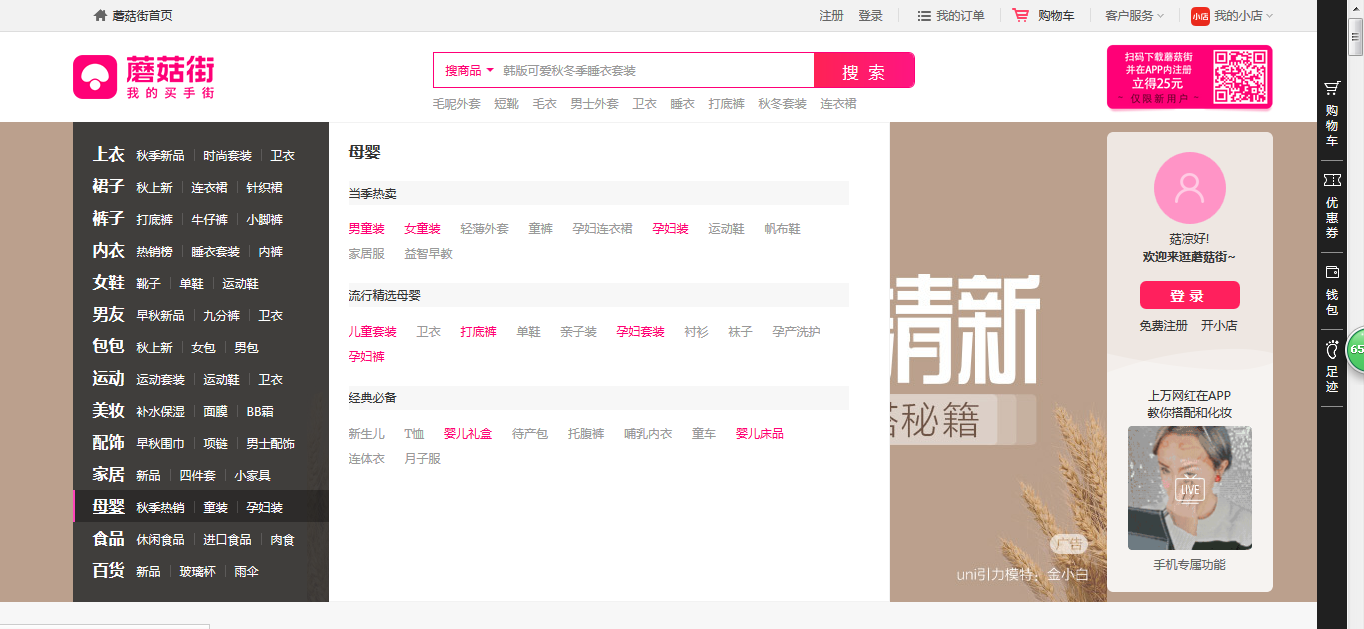 蘑菇街首页 注册 登录 我的订单 购物车 客户服务 小店 我的小店
蘑菇街
我的买手街
搜商品 韩版可爱秋冬季睡衣套装 搜 索
毛呢外套 短靴 毛衣 男士外套 卫衣 睡衣 打底裤 秋冬套装 连衣裙
扫码下载蘑菇街
并在APP内注册
立得25元
仅限新用户
上衣 秋季新品 时尚套装 卫衣
裙子 秋上新 连衣裙 针织裙
裤子 打底裤 牛仔裤 小脚裤
内衣 热销榜 睡衣套装 内裤
女鞋 靴子 单鞋 运动鞋
男友 早秋新品 九分裤 卫衣
包包 秋上新 女包 男包
运动 运动套装 运动鞋 卫衣
美妆 补水保湿 面膜 BB霜
配饰 早秋围巾 项链 男士配饰
家居 新品 四件套 小家具
母婴 秋季热销 童装 孕妇装
食品 休闲食品 进口食品 肉食
百货 新品 玻璃杯 雨伞
母婴
当季热卖
男童装 女童装 轻薄外套 童裤 孕妇连衣裙 孕妇装 运动鞋 帆布鞋
家居服 益智早教
流行精选母婴
儿童套装 卫衣 打底裤 单鞋 亲子装 孕妇套装 衬衫 袜子 孕产洗护
孕妇裤
经典必备
新生儿 T恤 婴儿礼盒 待产包 托腹裤 哺乳内衣 童车 婴儿床品
连体衣 月子服
新
秘籍
广告
uni引力模特：金小白
菇凉好!
欢迎来逛蘑菇街~
登 录
免费注册 开小店
上万网红在APP
教你搭配和化妆
LIVE
手机专属功能
购物车
优惠券
钱包
足迹
65